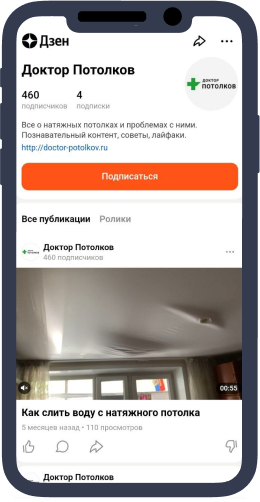 Дзен
Доктор Потолков
ДОКТОР
ПОТОЛКОВ
460
4
подписчиков
подписки
Все о натяжных потолках и проблемах с ними.
Познавательный контент, советы, лайфаки.
http://doctor-potolkov.ru
Подписаться
Все публикации Ролики
Доктор Потолков
460 подписчиков
00:55
Как слить воду с натяжного потолка
5 месяцев назад • 110 просмотров
Доктор Потолков